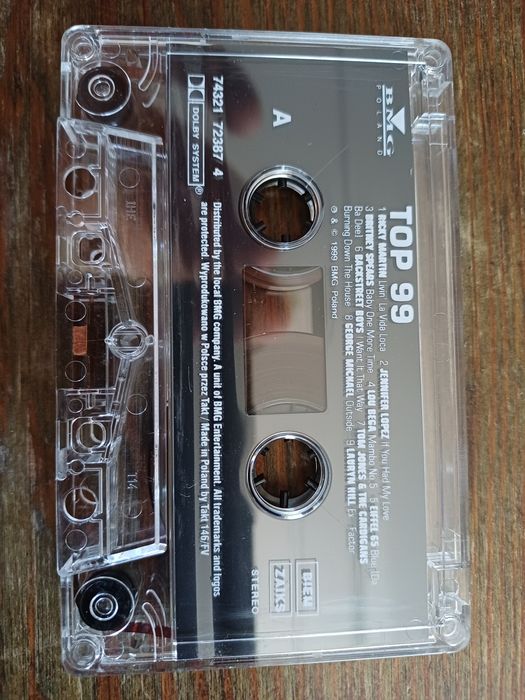 BMG
POLAND
TOP 99
1 RICKY MARTIN Livin' La Vida Loca 2 JENNIFER LOPEZ If You Had My Love
3 BRITNEY SPEARS Baby One More Time 4 LOU BEGA Mambo No 5 5 EIFFEL 65 Blue (Da
Ba Dee) 6 BACKSTREET BOYS I Want It That Way 7 TOM JONES & THE CARDIGANS
Burning Down The House 8 GEORGE MICHAEL Outside 9 LAURYN HILL Ex - Factor
℗ & © 1999 BMG Poland
A
BIEM
ZAIKS
STEREO
74321 72387 4
DOLBY SYSTEM®
Distributed by the local BMG company. A unit of BMG Entertainment. All trademarks and logos
are protected. Wyprodukowano w Polsce przez Takt / Made in Poland by Takt 146/FV
114